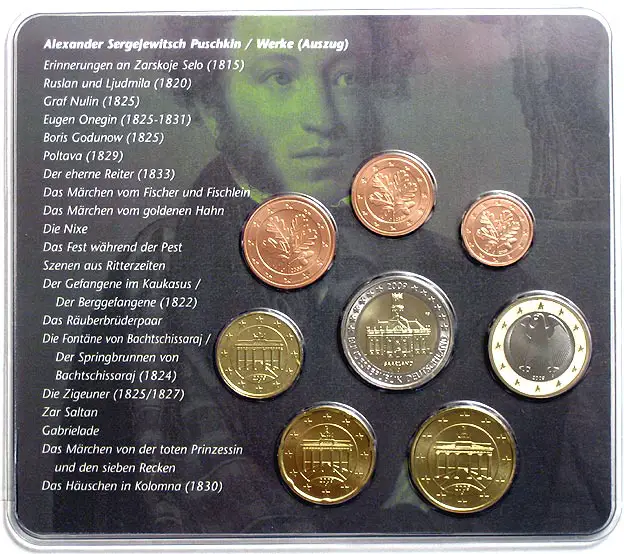 Alexander Sergejewitsch Puschkin / Werke (Auszug)
Erinnerungen an Zarskoje Selo (1815)
Ruslan und Ljudmila (1820)
Graf Nulin (1825)
Eugen Onegin (1825-1831)
Boris Godunow (1825)
Poltava (1829)
Der eherne Reiter (1833)
Das Märchen vom Fischer und Fischlein
Das Märchen vom goldenen Hahn
Die Nixe
Das Fest während der Pest
Szenen aus Ritterzeiten
Der Gefangene im Kaukasus /
Der Berggefangene (1822)
Das Räuberbrüderpaar
Die Fontäne von Bachtschissaraj /
Der Springbrunnen von
Bachtschissaraj (1824)
Die Zigeuner (1825/1827)
Zar Saltan
Gabrielade
Das Märchen von der toten Prinzessin
und den sieben Recken
Das Häuschen in Kolomna (1830)
2009
2009
SAARLAND
BUNDESREPUBLIK DEUTSCHLAND
2009
2009
2009
2009